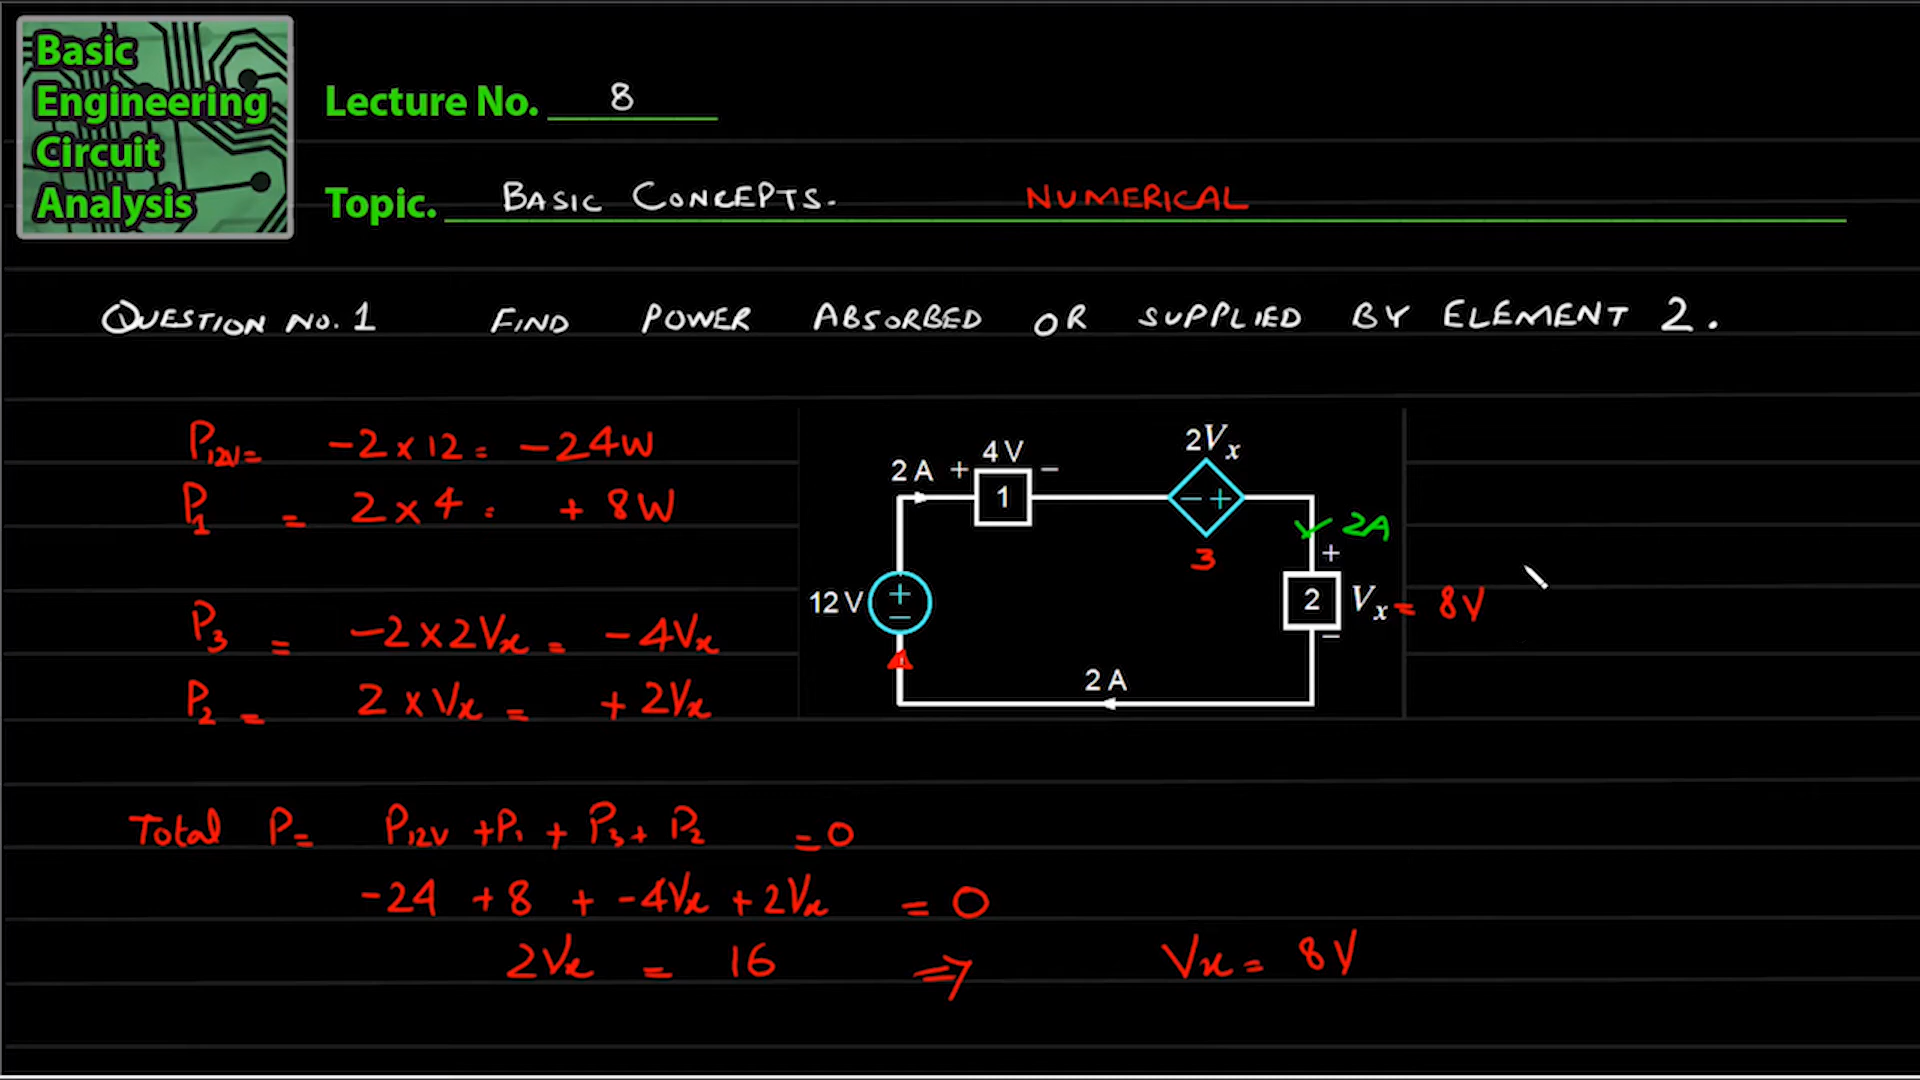 Basic
Engineering
Circuit
Analysis
Lecture No. 8
Topic. BASIC CONCEPTS. NUMERICAL
QUESTION NO. 1 FIND POWER ABSORBED OR SUPPLIED BY ELEMENT 2.
P12V= -2 × 12 = -24W
P1 = 2 × 4 = + 8W
P3 = -2 × 2Vx = -4Vx
P2 = 2 × Vx = + 2Vx
2 A + 4 V −
1
2Vx
− +
3
2A
12 V
+
−
+
2
−
Vx = 8V
2 A
Total P = P12V + P1 + P3 + P2 = 0
-24 + 8 + -4Vx + 2Vx = 0
2Vx = 16 ⇒ Vx = 8V